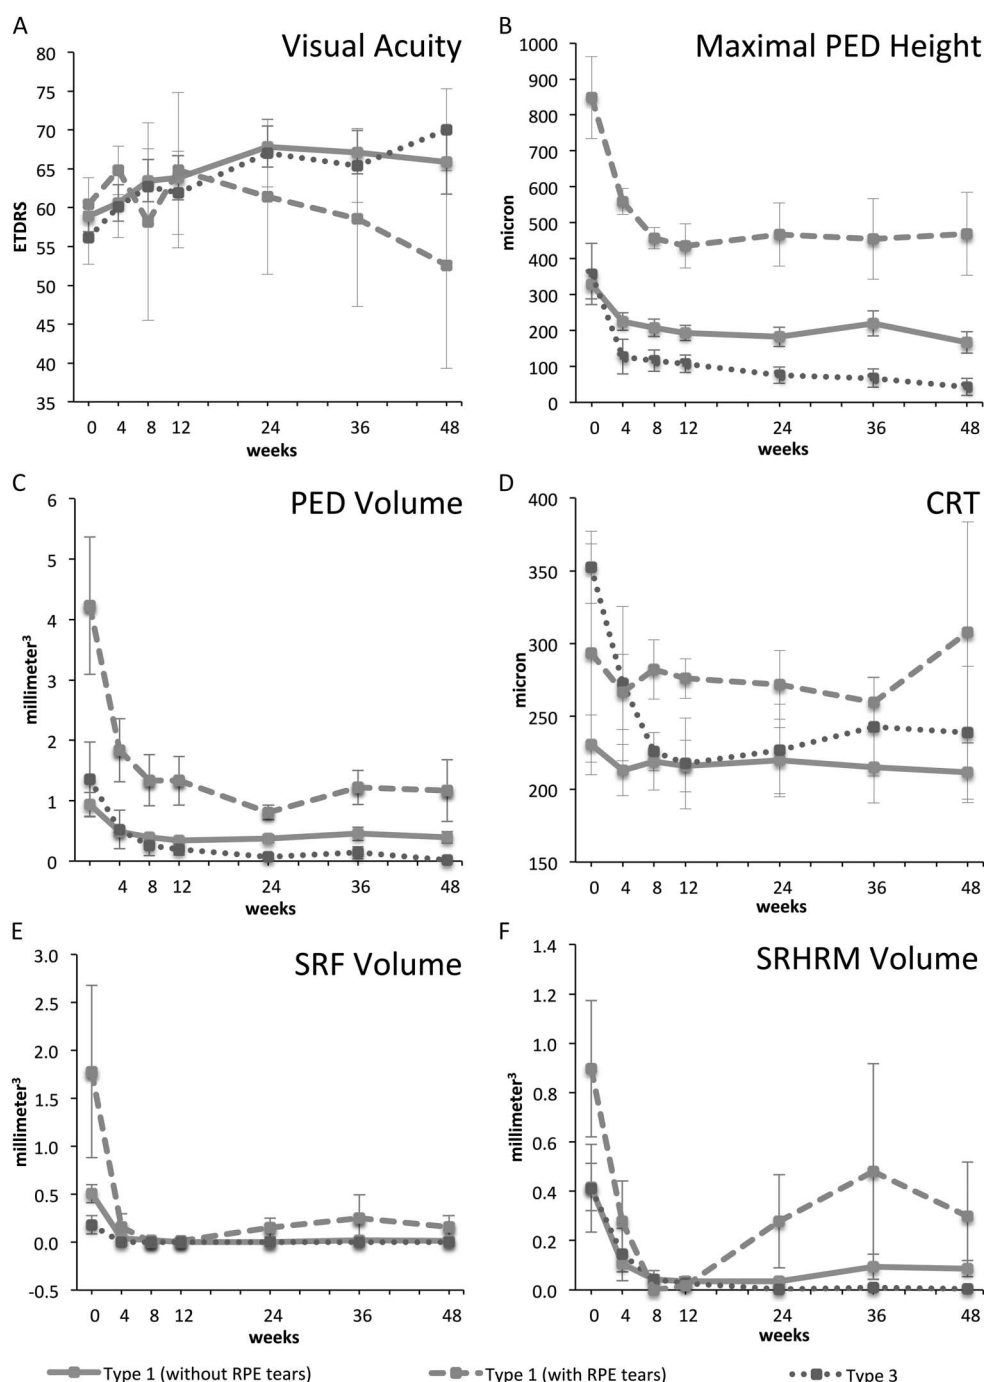 A
Visual Acuity
80
75
70
65
60
55
50
45
40
35
ETDRS
0 4 8 12 24 36 48
weeks
B
Maximal PED Height
1000
900
800
700
600
500
400
300
200
100
0
micron
0 4 8 12 24 36 48
weeks
C
PED Volume
6
5
4
3
2
1
0
millimeter³
4 8 12 24 36 48
weeks
D
CRT
400
350
300
250
200
150
micron
0 4 8 12 24 36 48
weeks
E
SRF Volume
3.0
2.5
2.0
1.5
1.0
0.5
0.0
-0.5
millimeter³
0 4 8 12 24 36 48
weeks
F
SRHRM Volume
1.4
1.2
1.0
0.8
0.6
0.4
0.2
0.0
millimeter³
0 4 8 12 24 36 48
weeks
Type 1 (without RPE tears) Type 1 (with RPE tears) Type 3